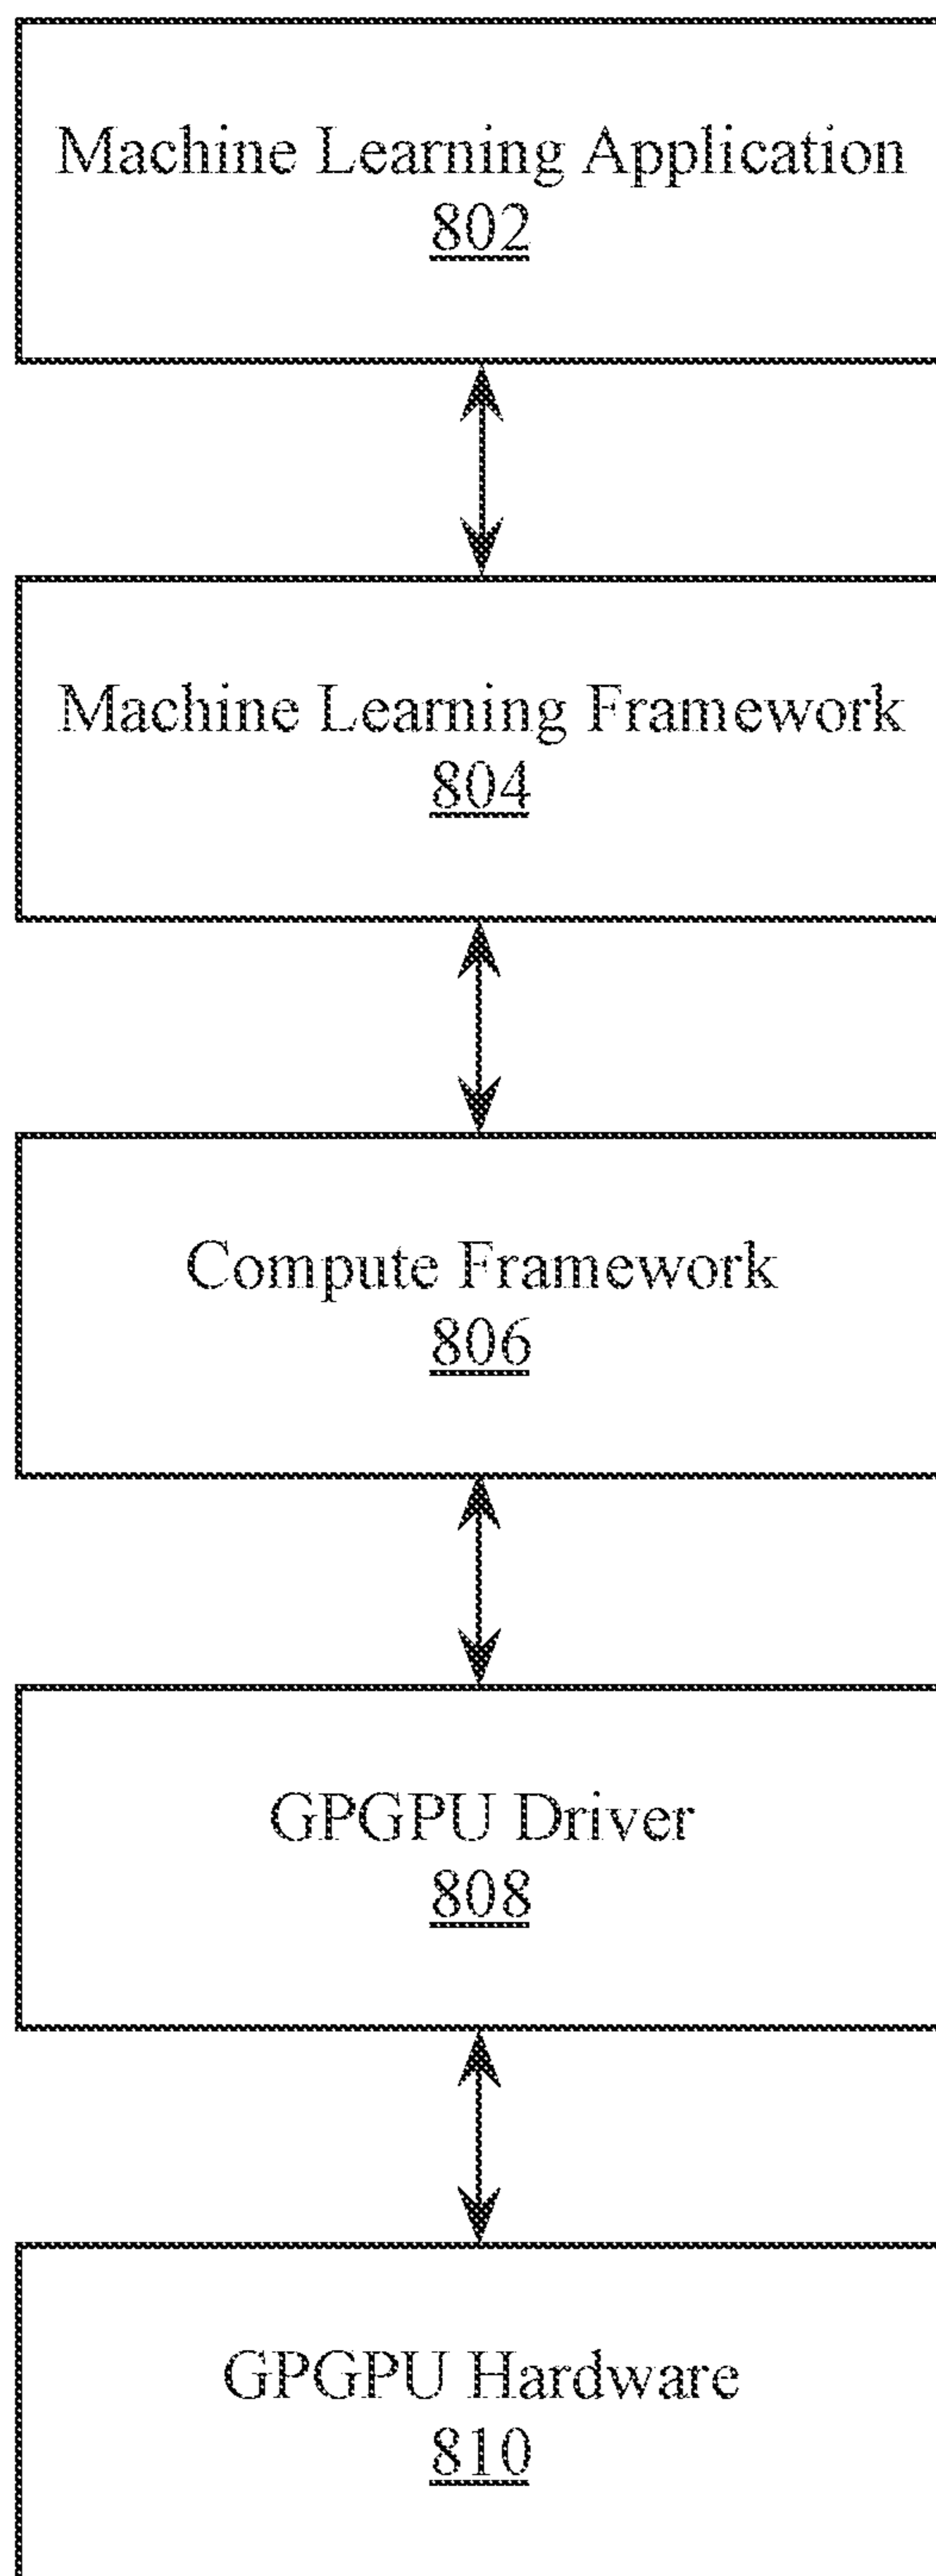 Machine Learning Application
802
Machine Learning Framework
804
Compute Framework
806
GPGPU Driver
808
GPGPU Hardware
810